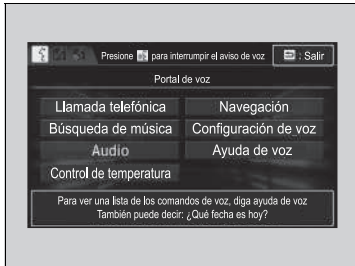 Presione para interrumpir el aviso de voz : Salir
Portal de voz
Llamada telefónica Navegación
Búsqueda de música Configuración de voz
Audio Ayuda de voz
Control de temperatura
Para ver una lista de los comandos de voz, diga ayuda de voz
También puede decir: ¿Qué fecha es hoy?